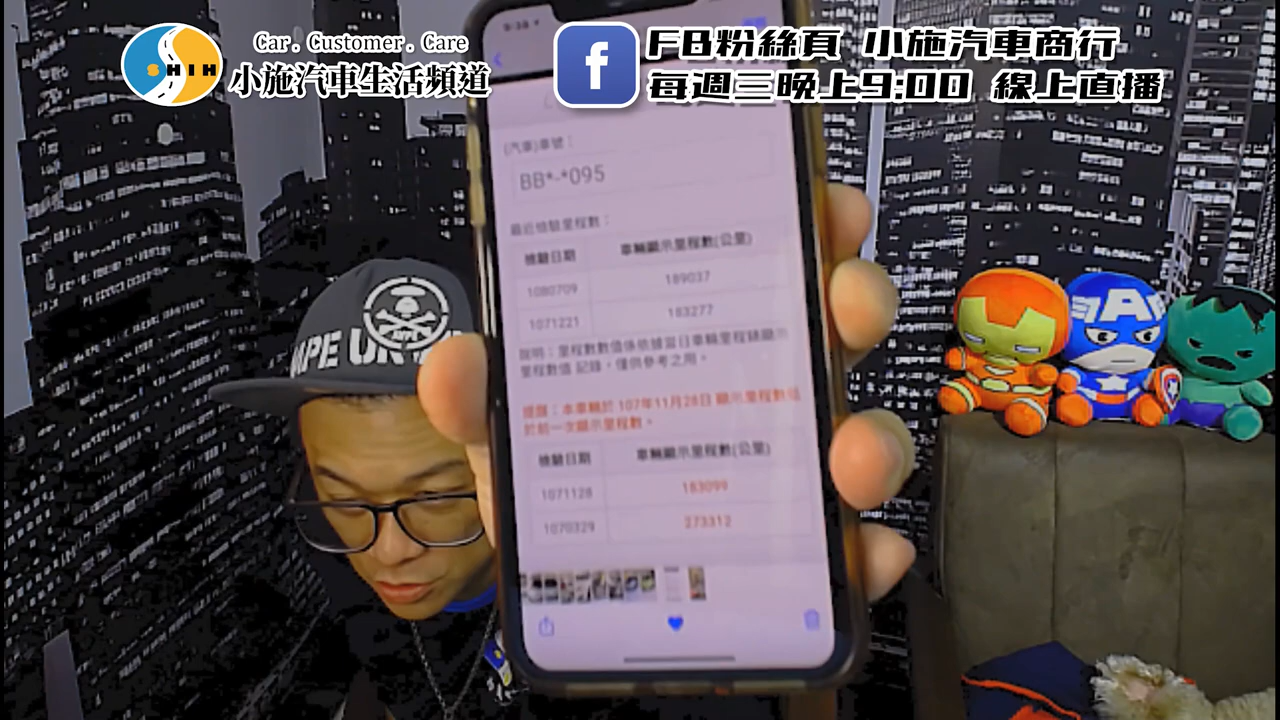 Car. Customer. Care
小施汽車生活頻道
SHIH
FB粉絲頁 小施汽車商行
每週三晚上9:00 線上直播
9:38
(汽車)車號：
BB*-*095
最近檢驗里程數：
檢驗日期 車輛顯示里程數(公里)
1080709 189037
1071221 183277
說明：里程數數值係依據當日車輛里程錶顯示
里程數值 記錄，僅供參考之用。
提醒：本車輛於 107年11月28日 顯示里程數低
於前一次顯示里程數。
檢驗日期 車輛顯示里程數(公里)
1071128 183099
1070329 273312
APE
A